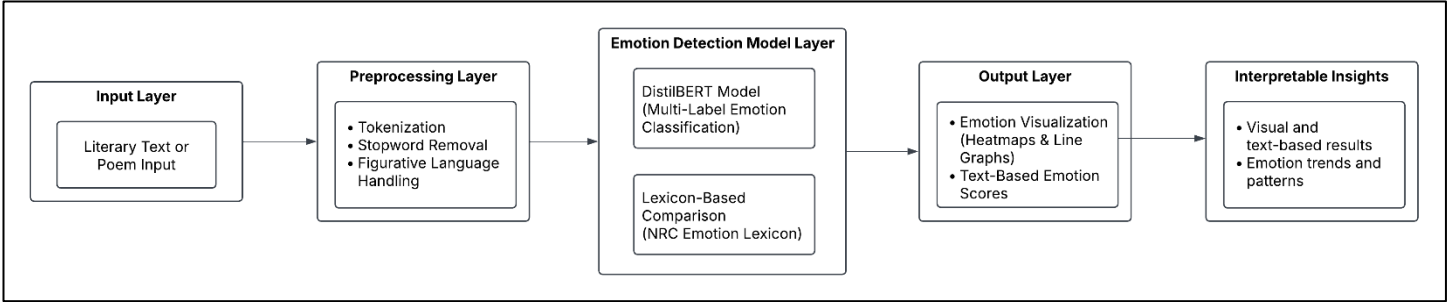 Input Layer
Literary Text or
Poem Input
Preprocessing Layer
• Tokenization
• Stopword Removal
• Figurative Language
Handling
Emotion Detection Model Layer
DistilBERT Model
(Multi-Label Emotion
Classification)
Lexicon-Based
Comparison
(NRC Emotion Lexicon)
Output Layer
• Emotion Visualization
(Heatmaps & Line
Graphs)
• Text-Based Emotion
Scores
Interpretable Insights
• Visual and
text-based results
• Emotion trends and
patterns